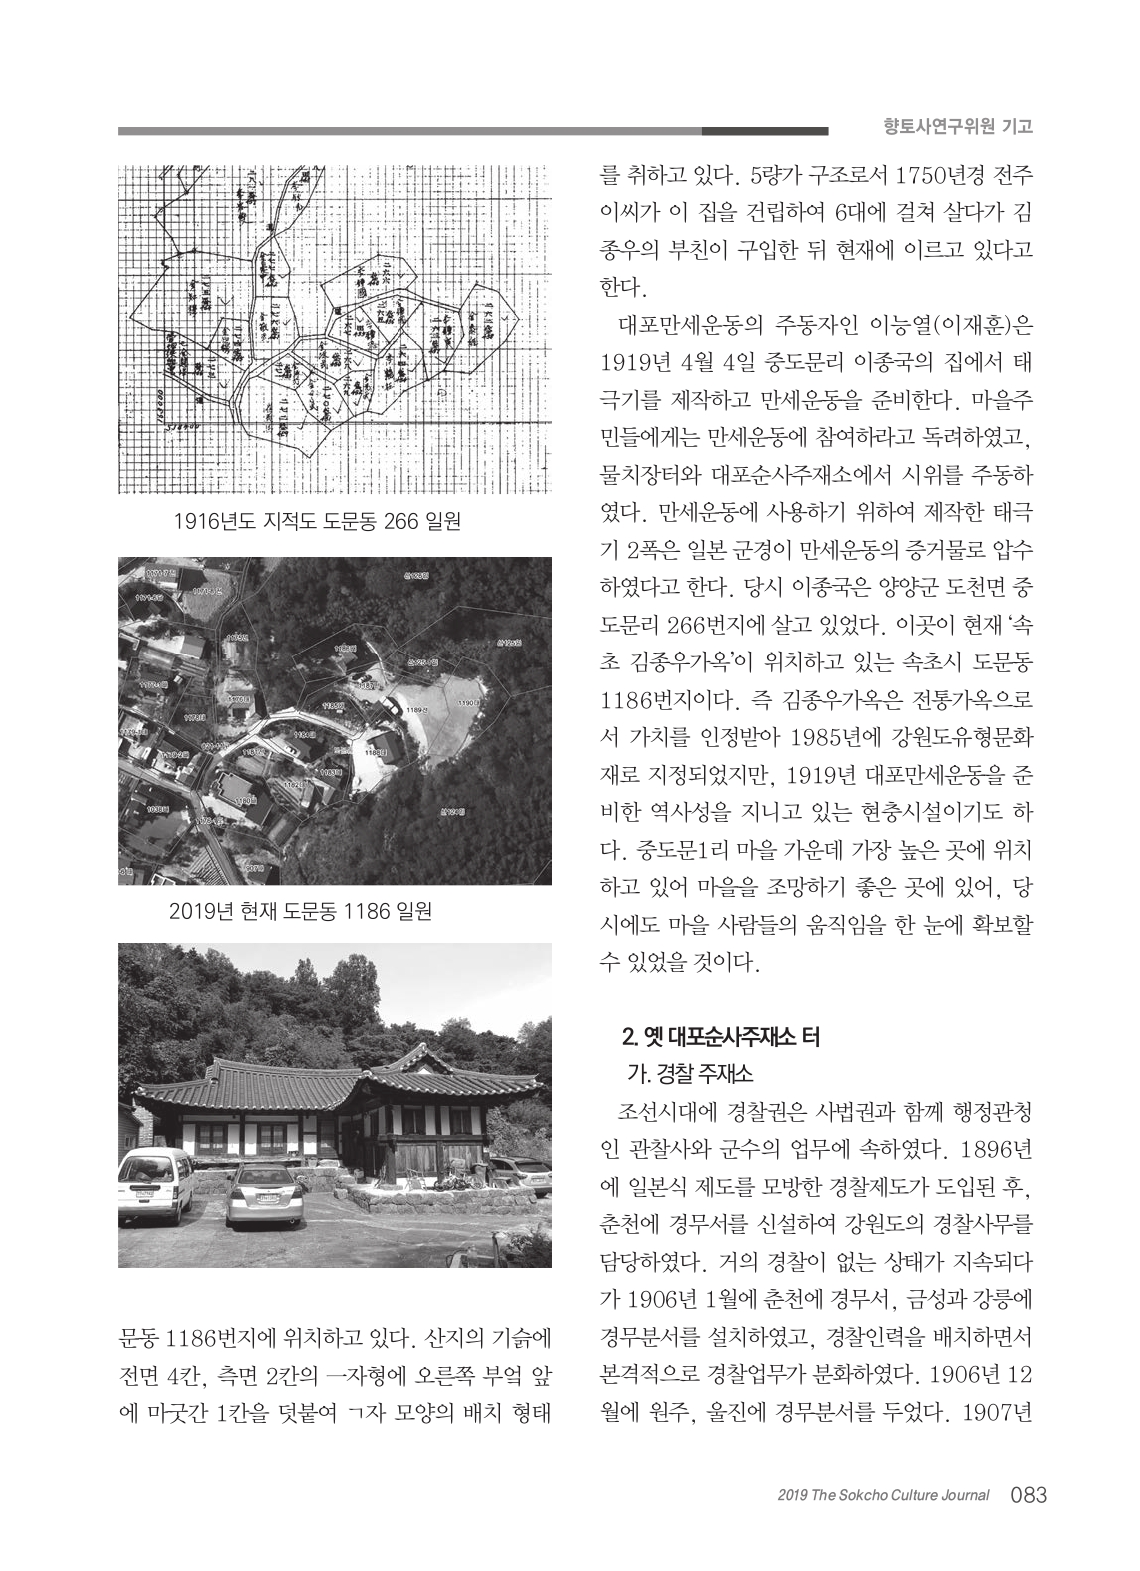 향토사연구위원 기고
1916년도 지적도 도문동 266 일원
2019년 현재 도문동 1186 일원
문동 1186번지에 위치하고 있다. 산지의 기슭에
전면 4칸, 측면 2칸의 一자형에 오른쪽 부엌 앞
에 마굿간 1칸을 덧붙여 ㄱ자 모양의 배치 형태
를 취하고 있다. 5량가 구조로서 1750년경 전주
이씨가 이 집을 건립하여 6대에 걸쳐 살다가 김
종우의 부친이 구입한 뒤 현재에 이르고 있다고
한다.
대포만세운동의 주동자인 이능열(이재훈)은
1919년 4월 4일 중도문리 이종국의 집에서 태
극기를 제작하고 만세운동을 준비한다. 마을주
민들에게는 만세운동에 참여하라고 독려하였고,
물치장터와 대포순사주재소에서 시위를 주동하
였다. 만세운동에 사용하기 위하여 제작한 태극
기 2폭은 일본 군경이 만세운동의 증거물로 압수
하였다고 한다. 당시 이종국은 양양군 도천면 중
도문리 266번지에 살고 있었다. 이곳이 현재 ‘속
초 김종우가옥’이 위치하고 있는 속초시 도문동
1186번지이다. 즉 김종우가옥은 전통가옥으로
서 가치를 인정받아 1985년에 강원도유형문화
재로 지정되었지만, 1919년 대포만세운동을 준
비한 역사성을 지니고 있는 현충시설이기도 하
다. 중도문1리 마을 가운데 가장 높은 곳에 위치
하고 있어 마을을 조망하기 좋은 곳에 있어, 당
시에도 마을 사람들의 움직임을 한 눈에 확보할
수 있었을 것이다.
2. 옛 대포순사주재소 터
가. 경찰 주재소
조선시대에 경찰권은 사법권과 함께 행정관청
인 관찰사와 군수의 업무에 속하였다. 1896년
에 일본식 제도를 모방한 경찰제도가 도입된 후,
춘천에 경무서를 신설하여 강원도의 경찰사무를
담당하였다. 거의 경찰이 없는 상태가 지속되다
가 1906년 1월에 춘천에 경무서, 금성과 강릉에
경무분서를 설치하였고, 경찰인력을 배치하면서
본격적으로 경찰업무가 분화하였다. 1906년 12
월에 원주, 울진에 경무분서를 두었다. 1907년
2019 The Sokcho Culture Journal 083